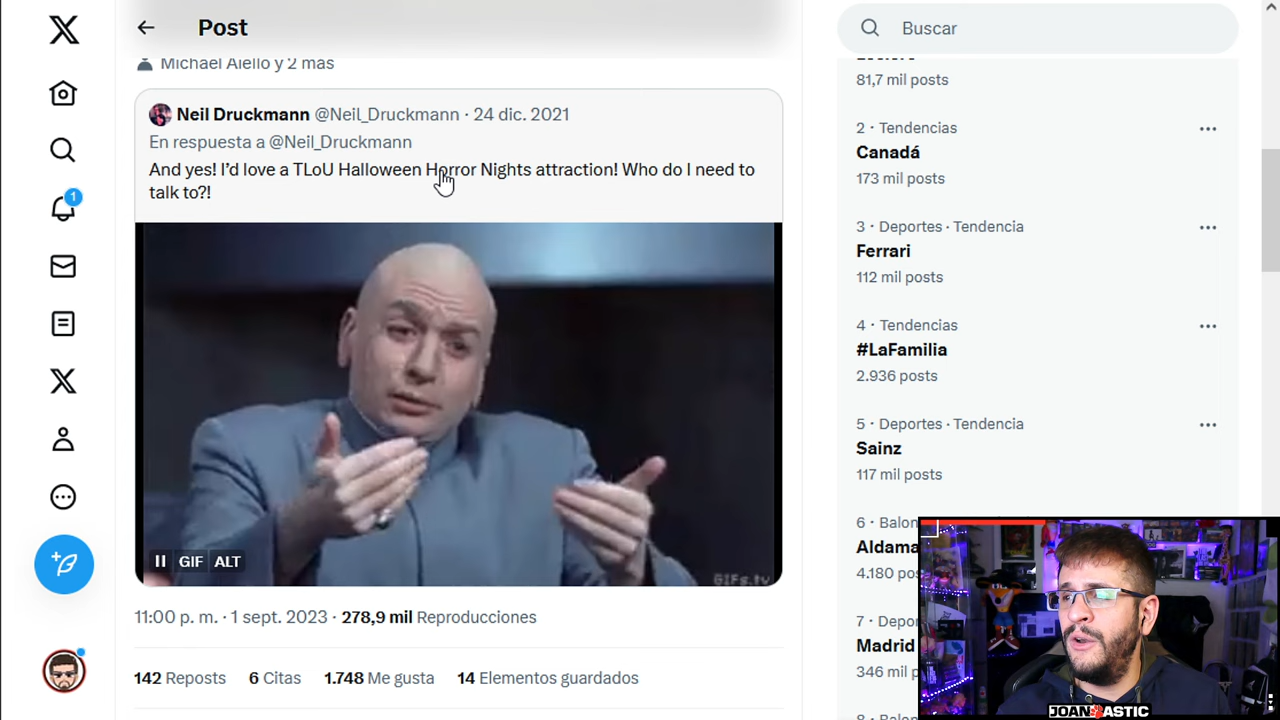 Post
Buscar
Michael Aiello y 2 más
81,7 mil posts
Neil Druckmann @Neil_Druckmann · 24 dic. 2021
En respuesta a @Neil_Druckmann
And yes! I'd love a TLoU Halloween Horror Nights attraction! Who do I need to
talk to?!
GIF ALT
GIFs.tv
11:00 p. m. · 1 sept. 2023 · 278,9 mil Reproducciones
142 Reposts 6 Citas 1.748 Me gusta 14 Elementos guardados
1
2 · Tendencias
Canadá
173 mil posts
3 · Deportes · Tendencia
Ferrari
112 mil posts
4 · Tendencias
#LaFamilia
2.936 posts
5 · Deportes · Tendencia
Sainz
117 mil posts
6 · Balon
Aldama
4.180 pos
7 · Depor
Madrid
346 mil p
JOANTASTIC